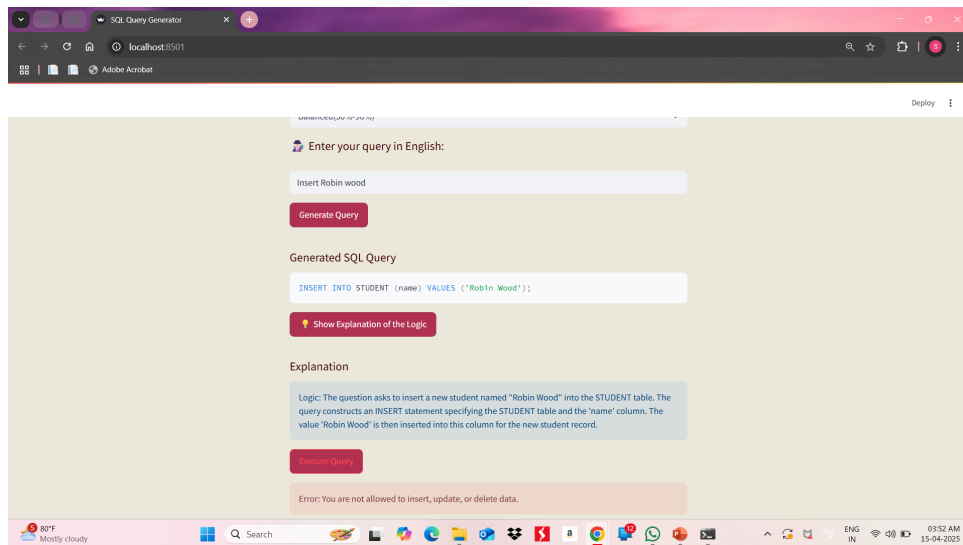 SQL Query Generator
localhost:8501
S
Adobe Acrobat
Deploy
Balanced(50%-90%)
Enter your query in English:
Insert Robin wood
Generate Query
Generated SQL Query
INSERT INTO STUDENT (name) VALUES ('Robin Wood');
Show Explanation of the Logic
Explanation
Logic: The question asks to insert a new student named "Robin Wood" into the STUDENT table. The
query constructs an INSERT statement specifying the STUDENT table and the 'name' column. The
value 'Robin Wood' is then inserted into this column for the new student record.
Execute Query
Error: You are not allowed to insert, update, or delete data.
5
80°F
Mostly cloudy
Search
a
ENG
IN
03:52 AM
15-04-2025